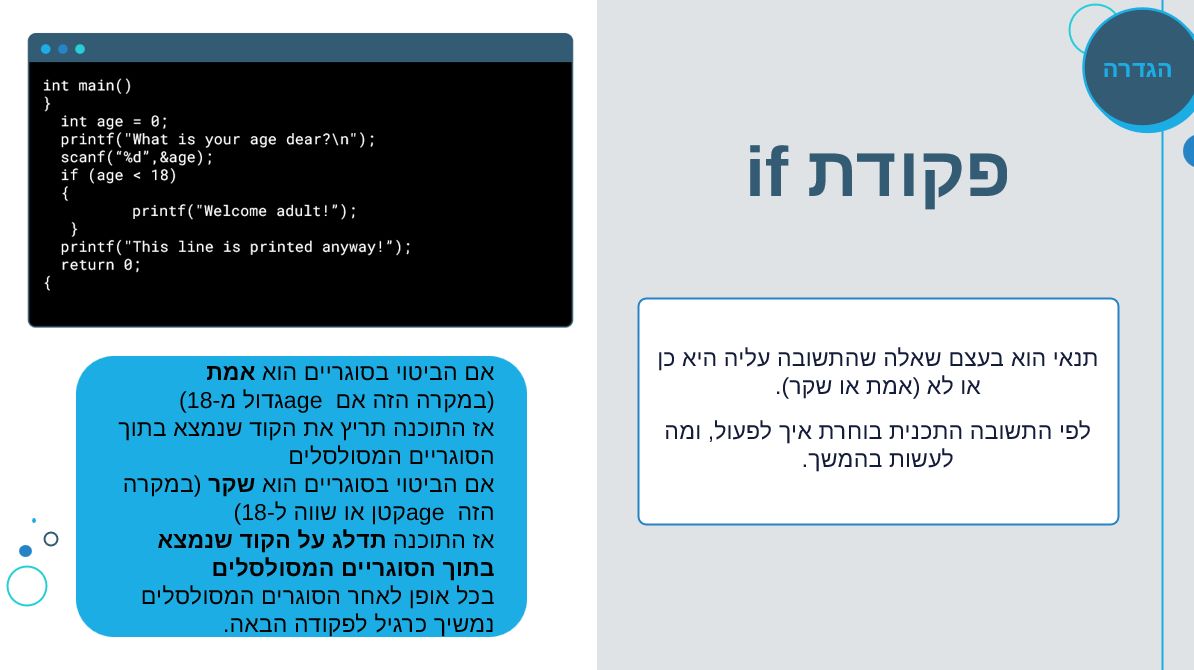 הגדרה
פקודת if
תנאי הוא בעצם שאלה שהתשובה עליה היא כן
או לא (אמת או שקר).
לפי התשובה התכנית בוחרת איך לפעול, ומה
לעשות בהמשך.
int main()
}
int age = 0;
printf("What is your age dear?\n");
scanf(“%d”,&age);
if (age < 18)
{
printf("Welcome adult!”);
}
printf("This line is printed anyway!”);
return 0;
{
אם הביטוי בסוגריים הוא אמת
(במקרה הזה אם age גדול מ-18)
אז התוכנה תריץ את הקוד שנמצא בתוך
הסוגריים המסולסלים
אם הביטוי בסוגריים הוא שקר (במקרה
הזה age קטן או שווה ל-18)
אז התוכנה תדלג על הקוד שנמצא
בתוך הסוגריים המסולסלים
בכל אופן לאחר הסוגרים המסולסלים
נמשיך כרגיל לפקודה הבאה.